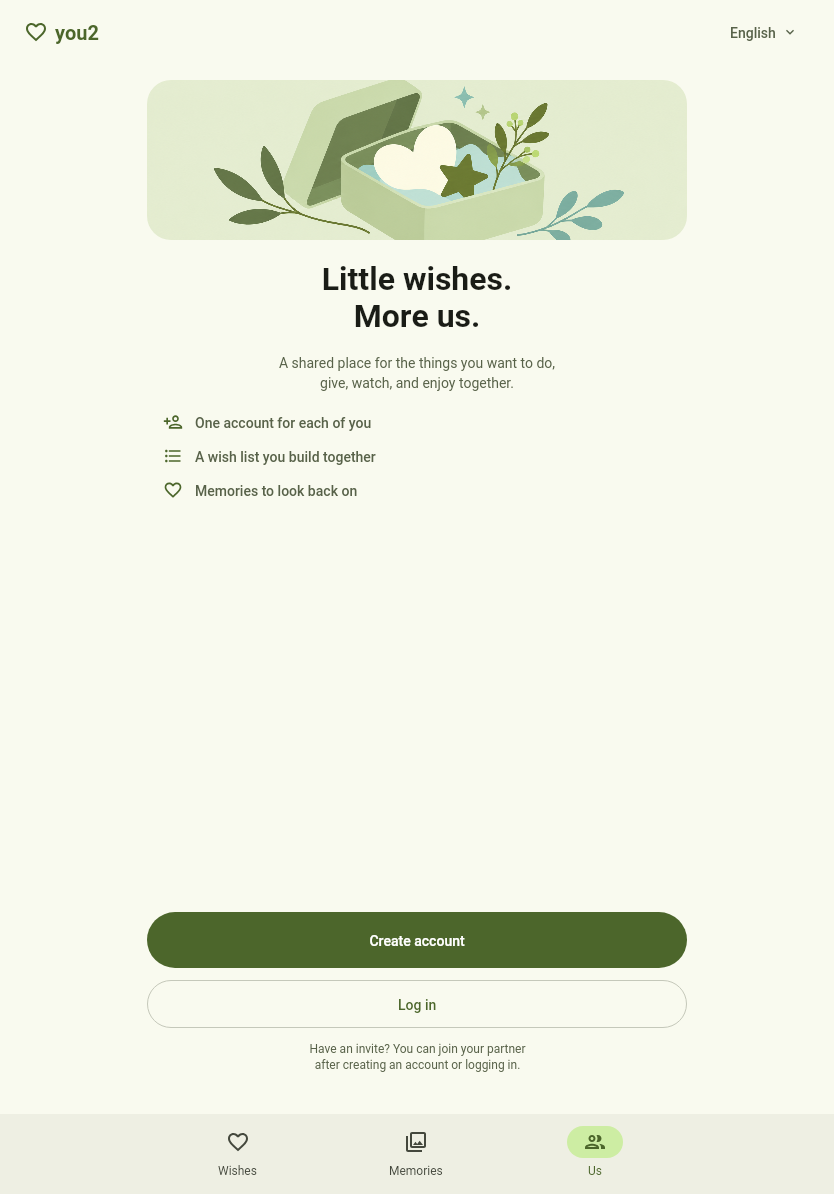 you2
English
Little wishes.
More us.
A shared place for the things you want to do,
give, watch, and enjoy together.
One account for each of you
A wish list you build together
Memories to look back on
Create account
Log in
Have an invite? You can join your partner
after creating an account or logging in.
Wishes
Memories
Us